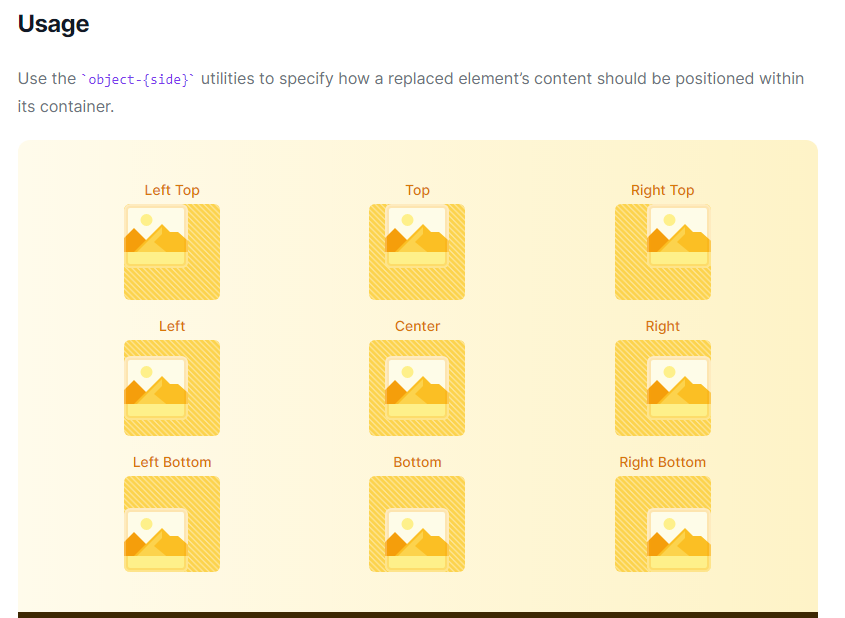 Usage
Use the `object-{side}` utilities to specify how a replaced element’s content should be positioned within
its container.
Left Top
Top
Right Top
Left
Center
Right
Left Bottom
Bottom
Right Bottom